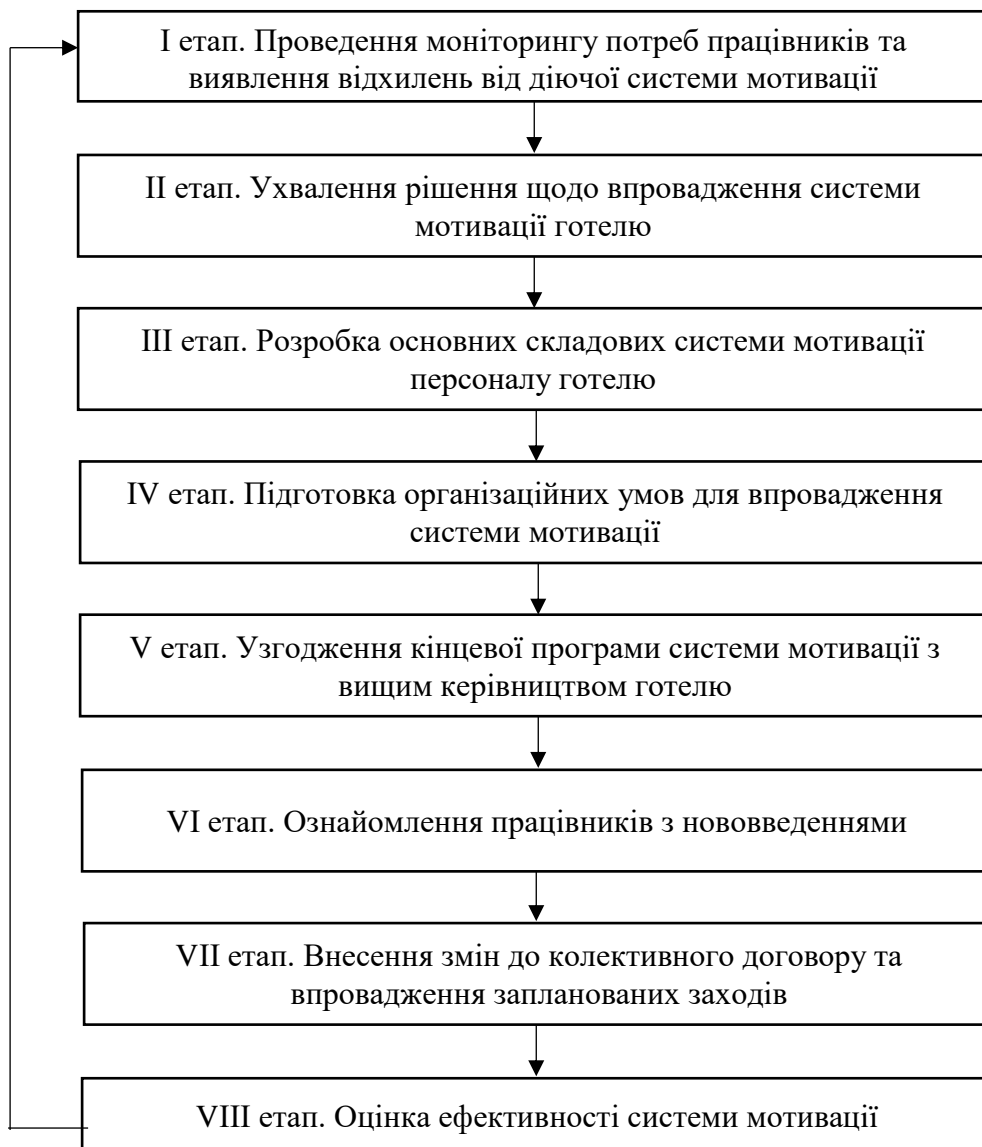 I етап. Проведення моніторингу потреб працівників та
виявлення відхилень від діючої системи мотивації
II етап. Ухвалення рішення щодо впровадження системи
мотивації готелю
III етап. Розробка основних складових системи мотивації
персоналу готелю
IV етап. Підготовка організаційних умов для впровадження
системи мотивації
V етап. Узгодження кінцевої програми системи мотивації з
вищим керівництвом готелю
VI етап. Ознайомлення працівників з нововведеннями
VII етап. Внесення змін до колективного договору та
впровадження запланованих заходів
VIII етап. Оцінка ефективності системи мотивації